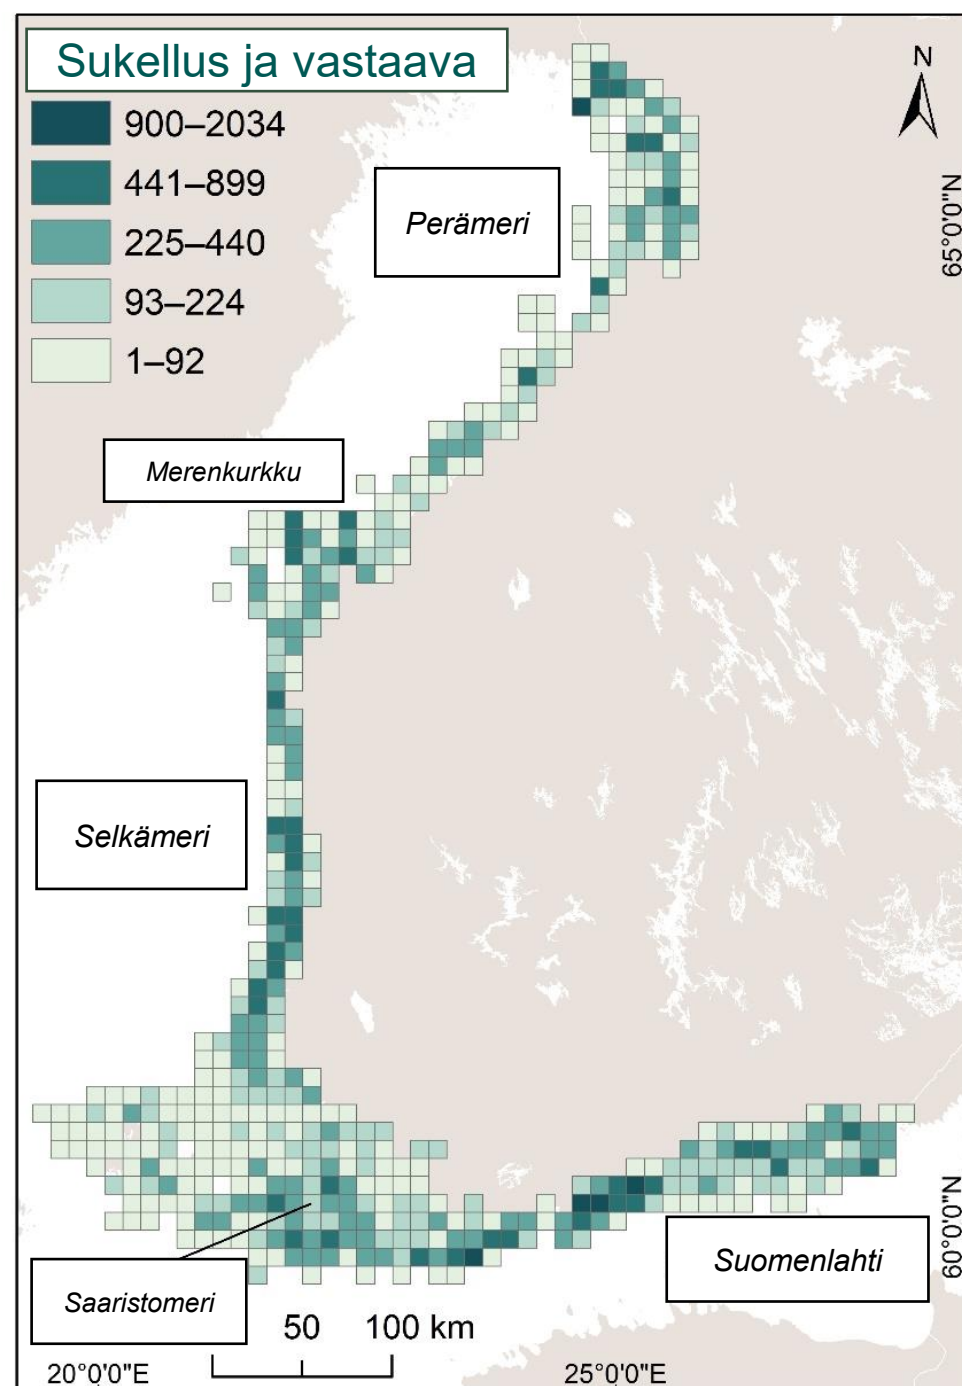 Sukellus ja vastaava
900–2034
441–899
225–440
93–224
1–92
N
Perämeri
65°0'0"N
Merenkurkku
Selkämeri
Suomenlahti
60°0'0"N
Saaristomeri
50 100 km
20°0'0"E 25°0'0"E